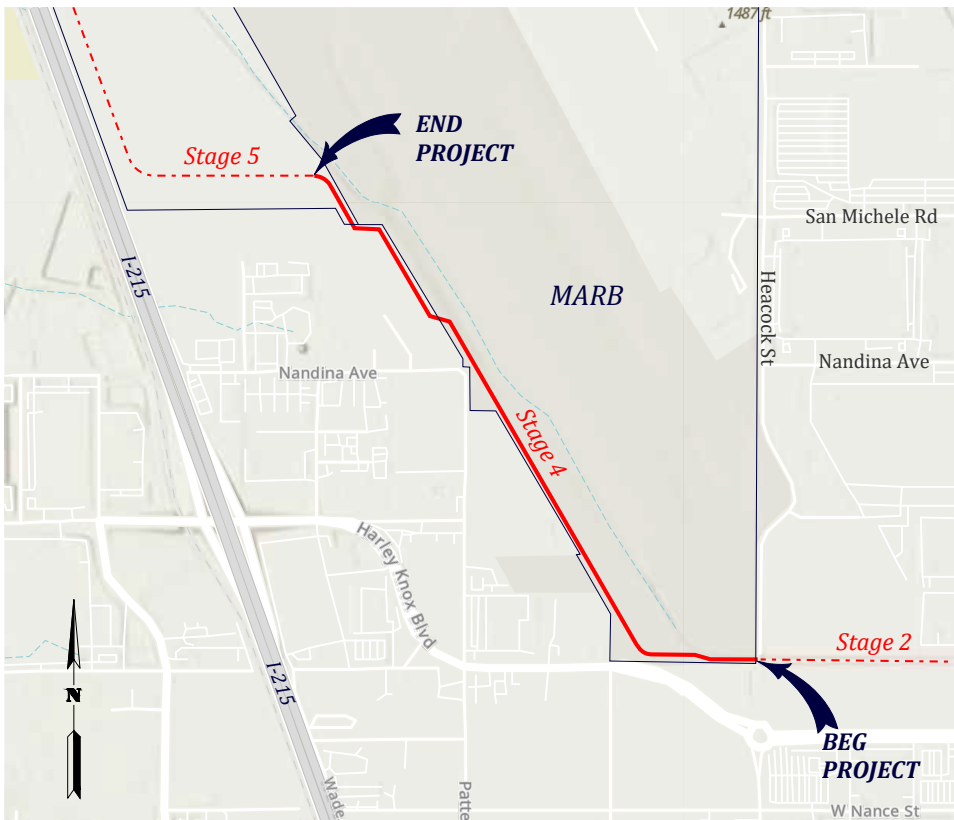 1487 ft
END
PROJECT
Stage 5
San Michele Rd
I-215
MARB
Heacock St
Nandina Ave
Nandina Ave
Stage 4
Harley Knox Blvd
Stage 2
I-215
N
BEG
PROJECT
Wade
Patte
W Nance St